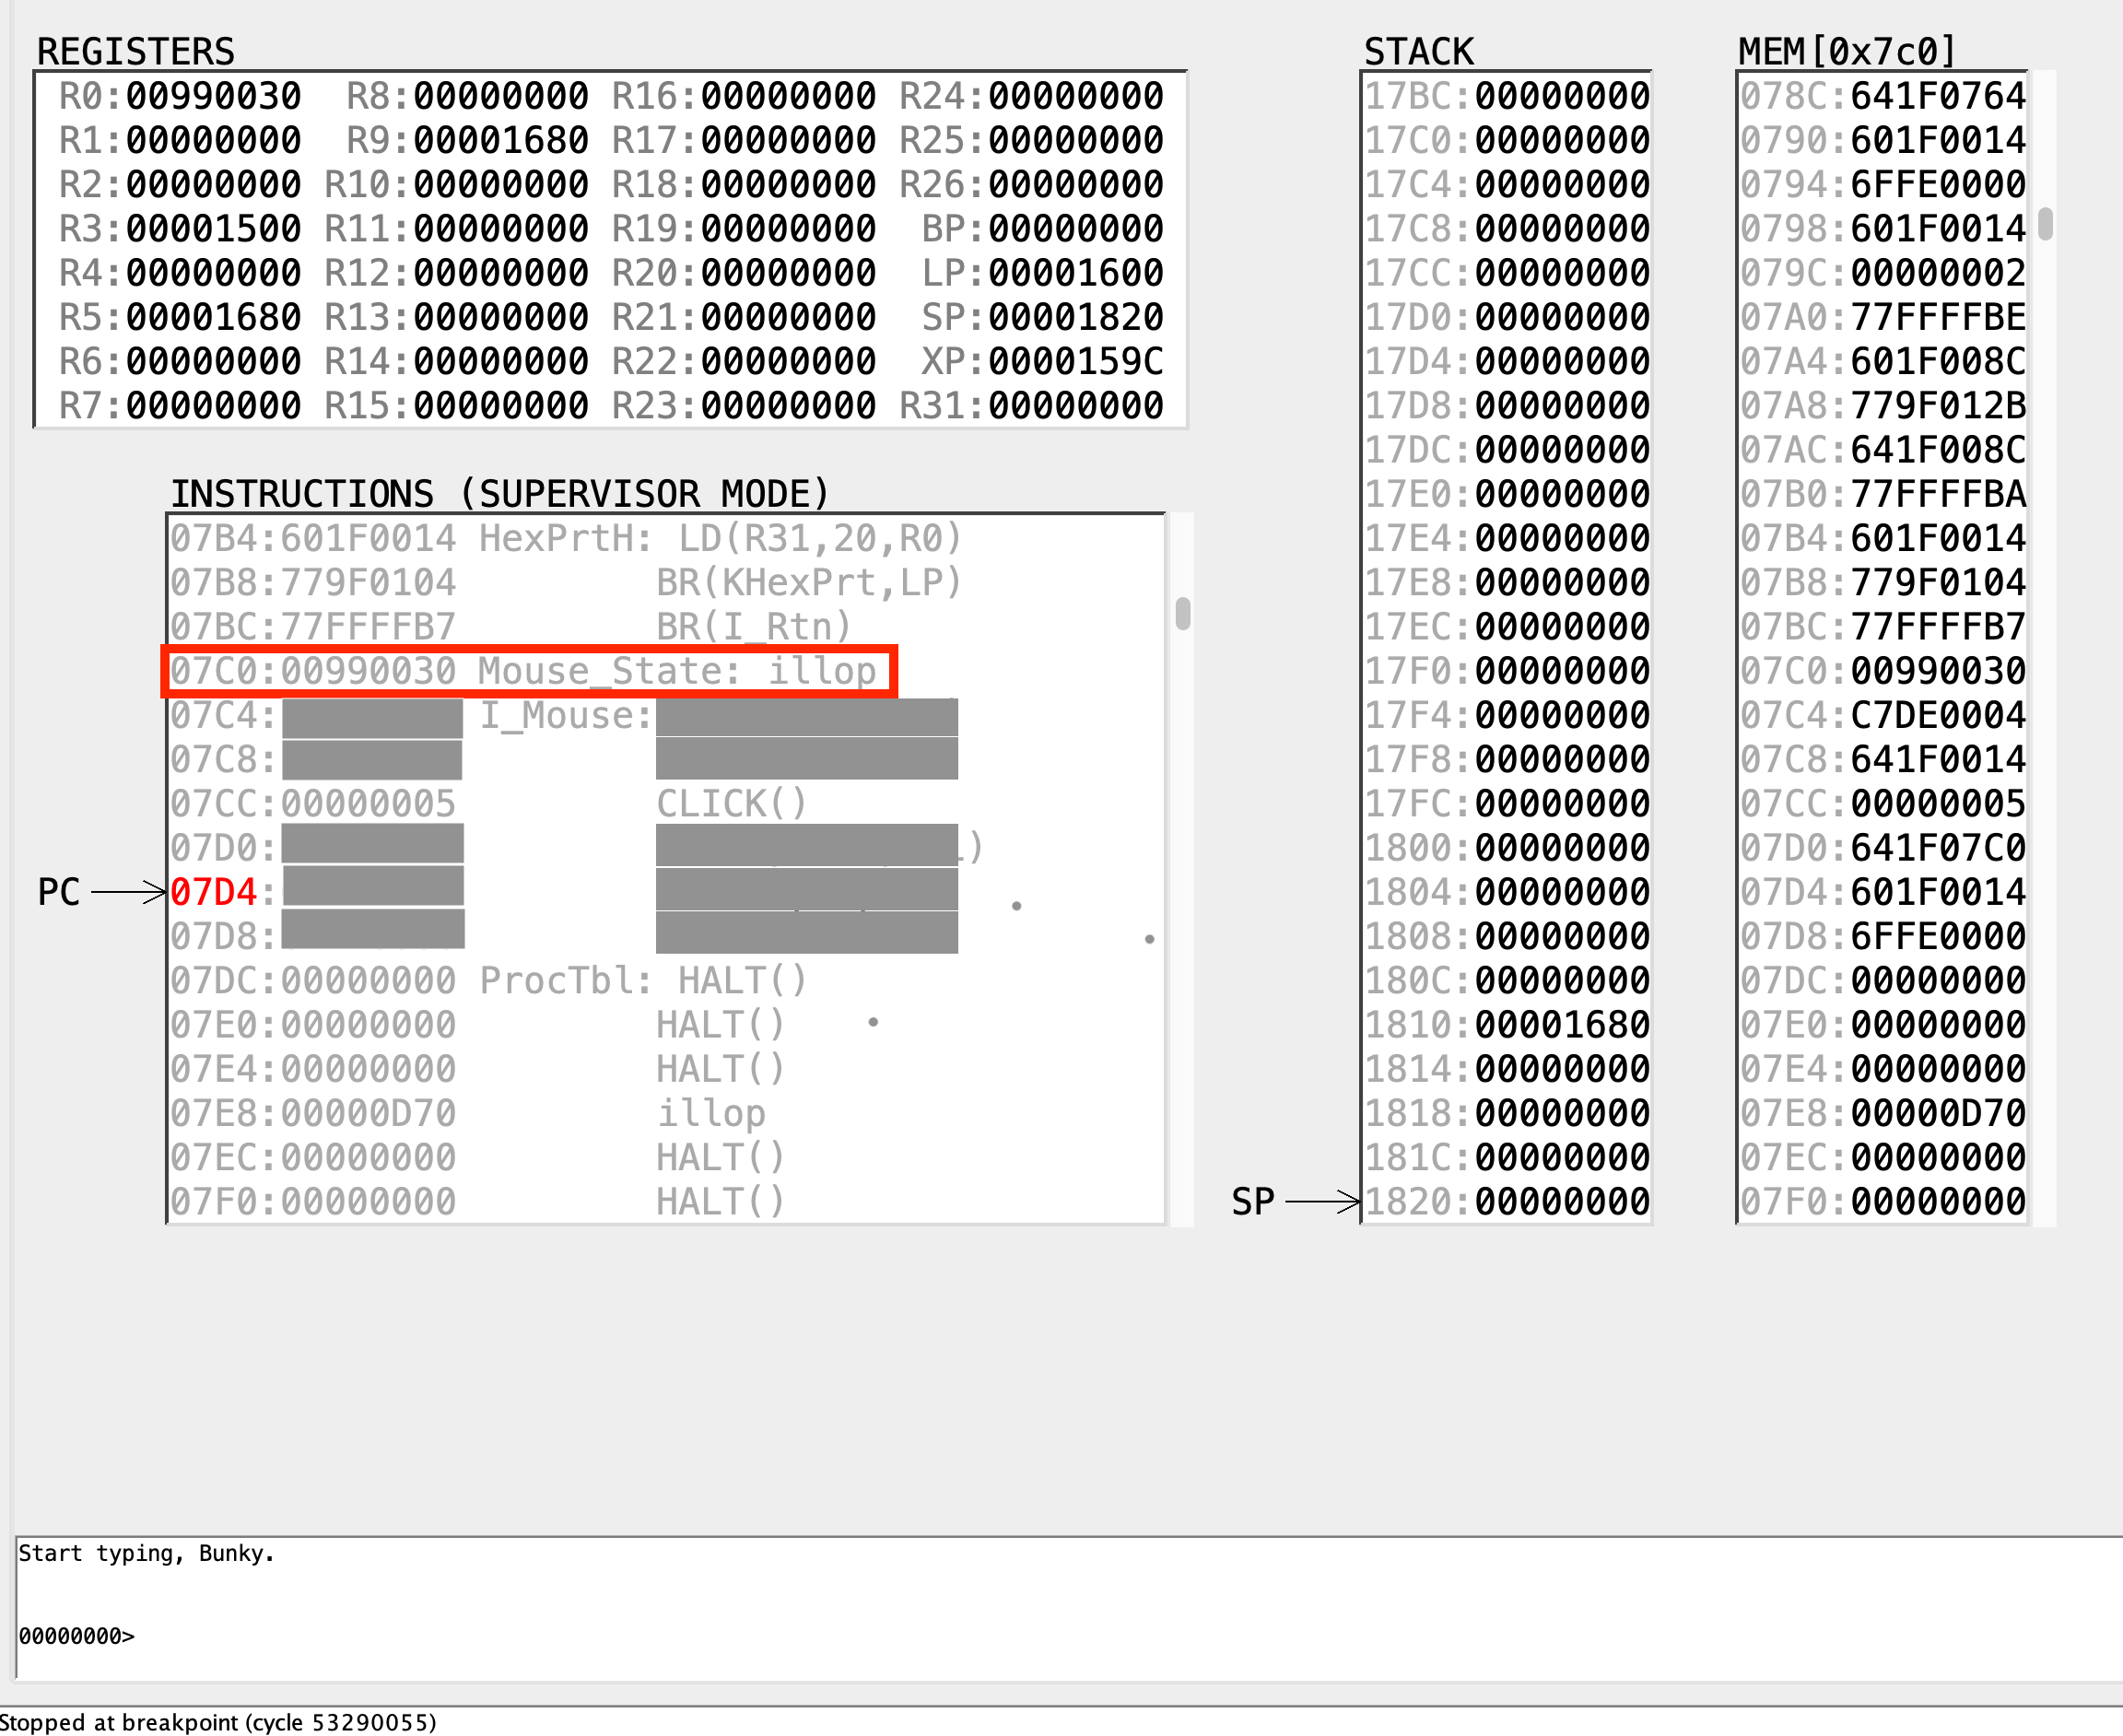 REGISTERS
R0:00990030 R8:00000000 R16:00000000 R24:00000000
R1:00000000 R9:00001680 R17:00000000 R25:00000000
R2:00000000 R10:00000000 R18:00000000 R26:00000000
R3:00001500 R11:00000000 R19:00000000 BP:00000000
R4:00000000 R12:00000000 R20:00000000 LP:00001600
R5:00001680 R13:00000000 R21:00000000 SP:00001820
R6:00000000 R14:00000000 R22:00000000 XP:0000159C
R7:00000000 R15:00000000 R23:00000000 R31:00000000
INSTRUCTIONS (SUPERVISOR MODE)
07B4:601F0014 HexPrtH: LD(R31,20,R0)
07B8:779F0104 BR(KHexPrt,LP)
07BC:77FFFFB7 BR(I_Rtn)
07C0:00990030 Mouse_State: illop
07C4: I_Mouse:
07C8:
07CC:00000005 CLICK()
07D0: )
PC
07D4:
07D8:
07DC:00000000 ProcTbl: HALT()
07E0:00000000 HALT()
07E4:00000000 HALT()
07E8:00000D70 illop
07EC:00000000 HALT()
07F0:00000000 HALT()
STACK
17BC:00000000
17C0:00000000
17C4:00000000
17C8:00000000
17CC:00000000
17D0:00000000
17D4:00000000
17D8:00000000
17DC:00000000
17E0:00000000
17E4:00000000
17E8:00000000
17EC:00000000
17F0:00000000
17F4:00000000
17F8:00000000
17FC:00000000
1800:00000000
1804:00000000
1808:00000000
180C:00000000
1810:00001680
1814:00000000
1818:00000000
181C:00000000
SP
1820:00000000
MEM[0x7c0]
078C:641F0764
0790:601F0014
0794:6FFE0000
0798:601F0014
079C:00000002
07A0:77FFFFBE
07A4:601F008C
07A8:779F012B
07AC:641F008C
07B0:77FFFFBA
07B4:601F0014
07B8:779F0104
07BC:77FFFFB7
07C0:00990030
07C4:C7DE0004
07C8:641F0014
07CC:00000005
07D0:641F07C0
07D4:601F0014
07D8:6FFE0000
07DC:00000000
07E0:00000000
07E4:00000000
07E8:00000D70
07EC:00000000
07F0:00000000
Start typing, Bunky.
00000000>
Stopped at breakpoint (cycle 53290055)